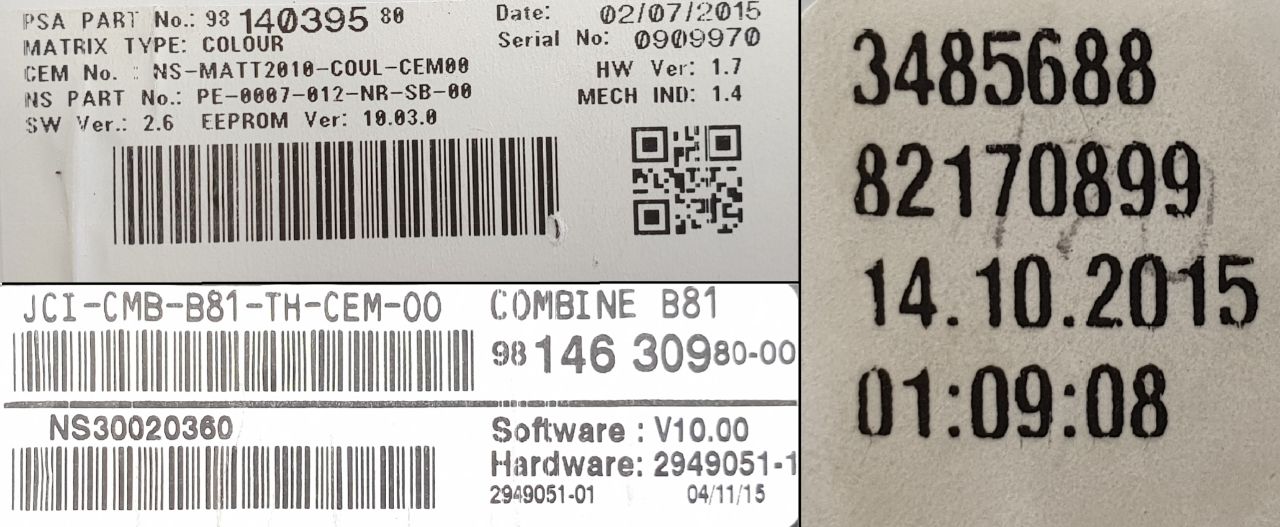 PSA PART No.: 98 140395 80
MATRIX TYPE: COLOUR
CEM No. : NS-MATT2010-COUL-CEM00
NS PART No.: PE-0007-012-NR-SB-00
SW Ver.: 2.6 EEPROM Ver: 10.03.0
Date: 02/07/2015
Serial No: 0909970
HW Ver: 1.7
MECH IND: 1.4
JCI-CMB-B81-TH-CEM-00
NS30020360
COMBINE B81
98 146 309 80-00
Software : V10.00
Hardware: 2949051-1
2949051-01 04/11/15
3485688
82170899
14.10.2015
01:09:08